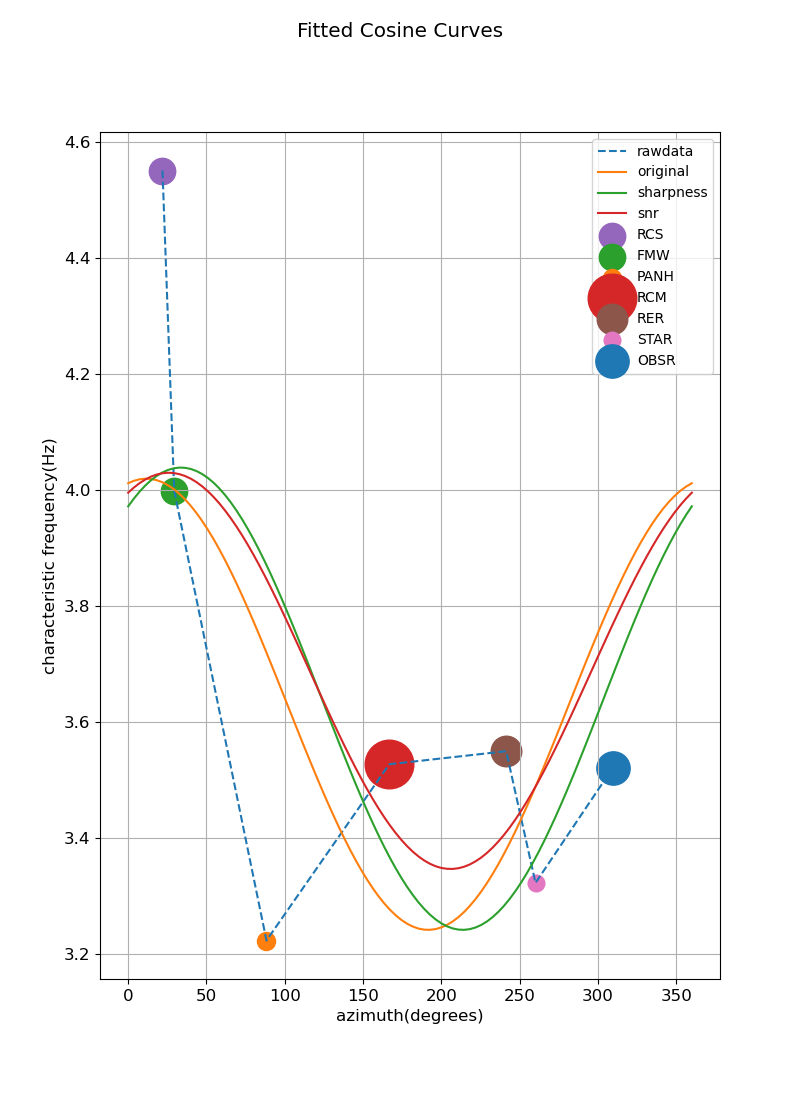 Fitted Cosine Curves
4.6
4.4
4.2
4.0
3.8
3.6
3.4
3.2
characteristic frequency(Hz)
rawdata
original
sharpness
snr
RCS
FMW
PANH
RCM
RER
STAR
OBSR
0 50 100 150 200 250 300 350
azimuth(degrees)